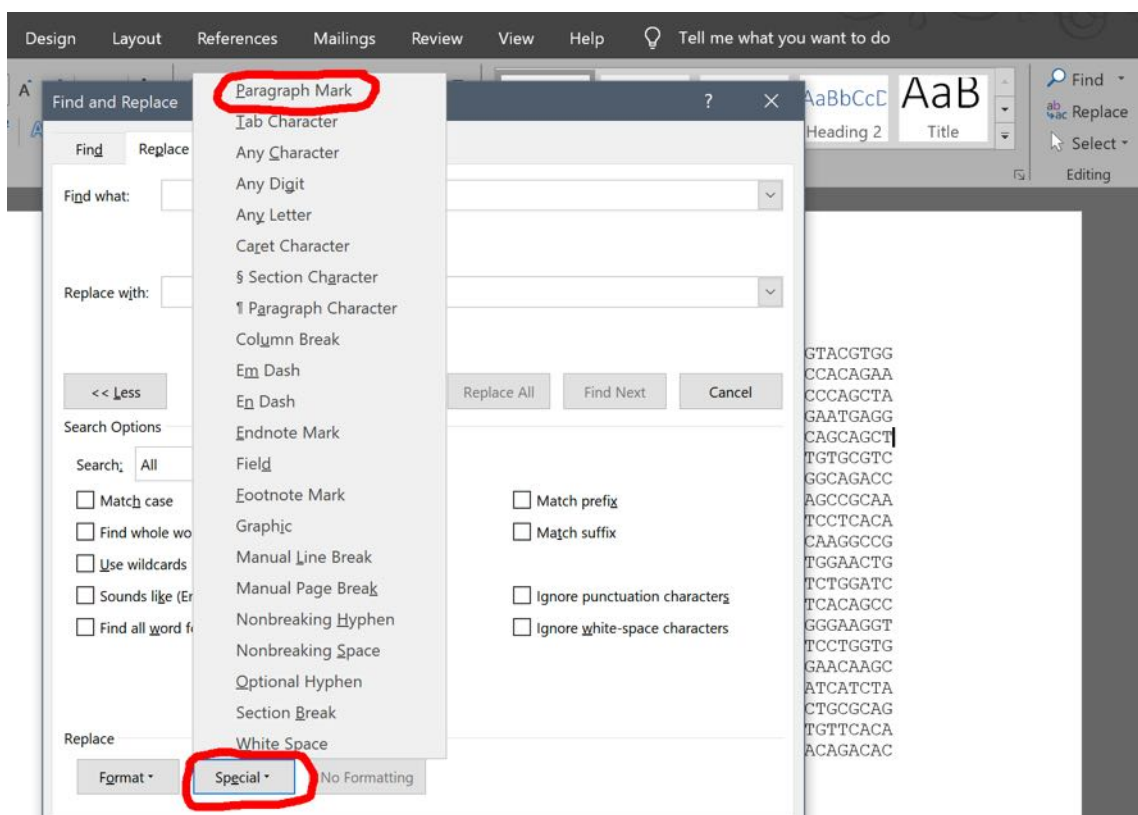 Design Layout References Mailings Review View Help Tell me what you want to do
Find
Replace
Select
Editing
AaBbCcD AaB
Heading 2 Title
Find and Replace ? ×
Find Replace
Find what:
Replace with:
<< Less Replace All Find Next Cancel
Search Options
Search: All
Match case
Find whole wo
Use wildcards
Sounds like (Er
Find all word fo
Match prefix
Match suffix
Ignore punctuation characters
Ignore white-space characters
Replace
Format Special No Formatting
Paragraph Mark
Tab Character
Any Character
Any Digit
Any Letter
Caret Character
§ Section Character
¶ Paragraph Character
Column Break
Em Dash
En Dash
Endnote Mark
Field
Footnote Mark
Graphic
Manual Line Break
Manual Page Break
Nonbreaking Hyphen
Nonbreaking Space
Optional Hyphen
Section Break
White Space
GTACGTGG
CCACAGAA
CCCAGCTA
GAATGAGG
CAGCAGCT
TGTGCGTC
GGCAGACC
AGCCGCAA
TCCTCACA
CAAGGCCG
TGGAACTG
TCTGGATC
TCACAGCC
GGGAAGGT
TCCTGGTG
GAACAAGC
ATCATCTA
CTGCGCAG
TGTTCACA
ACAGACAC